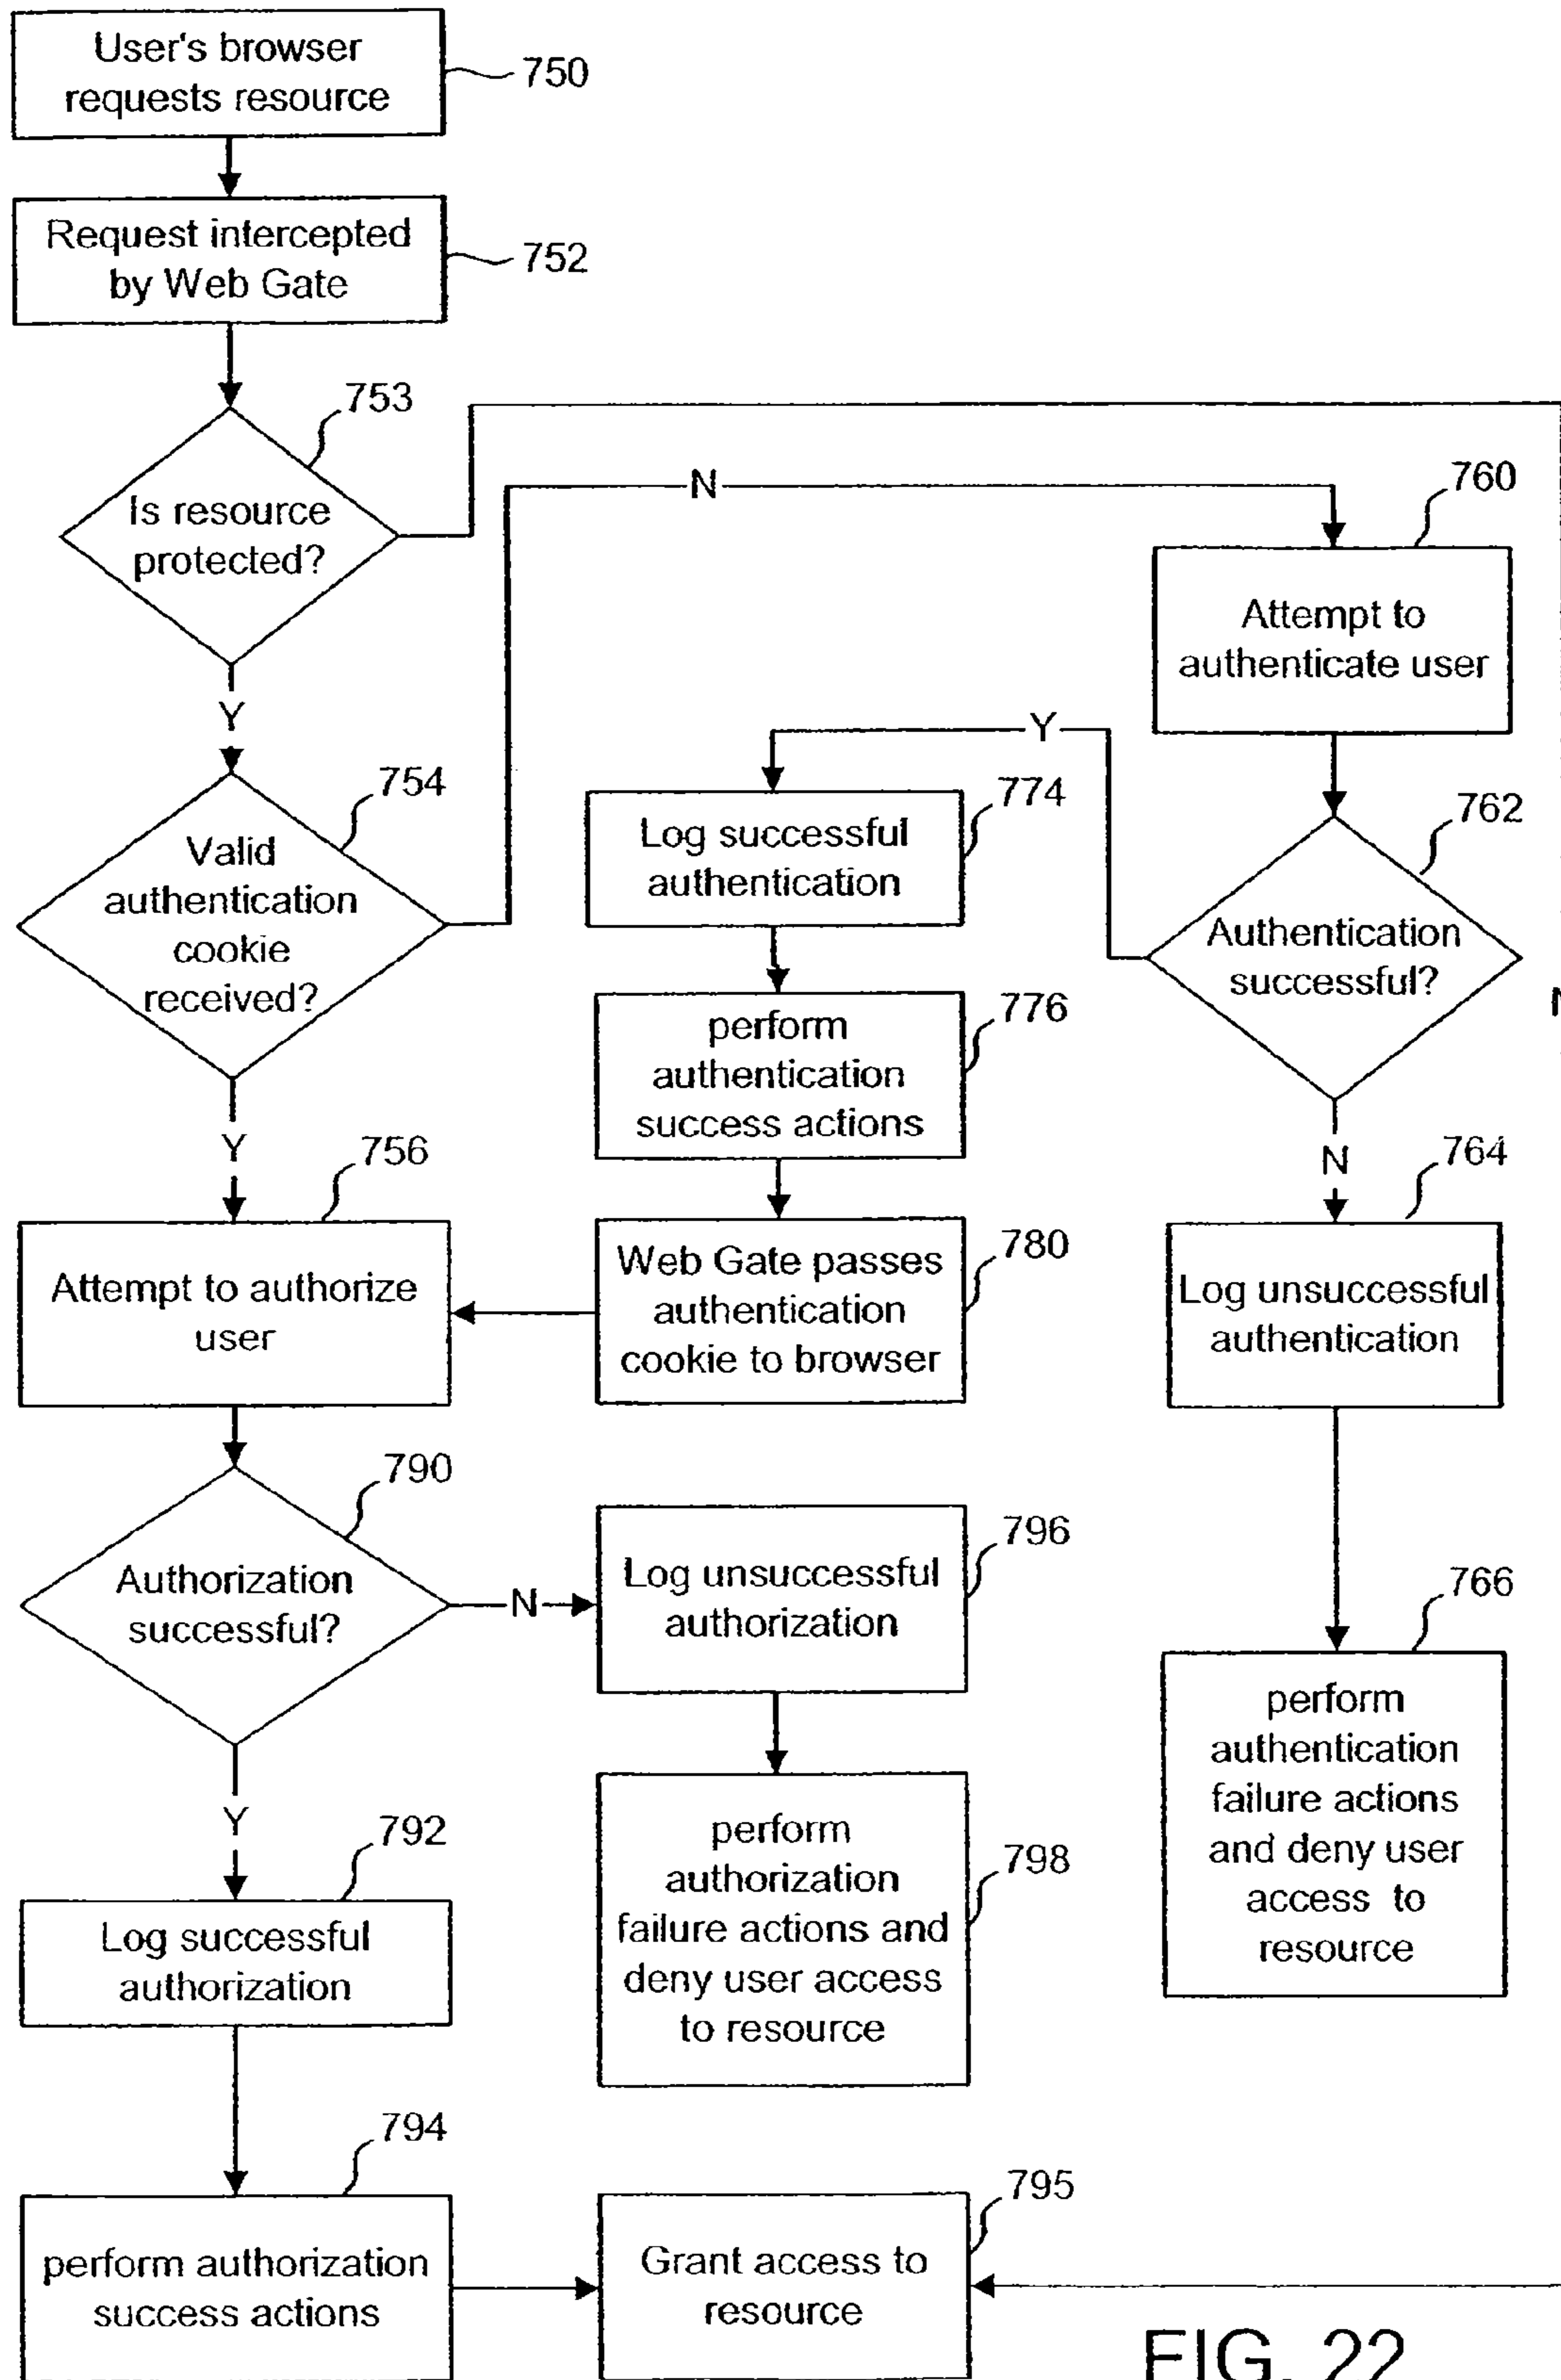 User's browser
requests resource
750
Request intercepted
by Web Gate
752
753
Is resource
protected?
Y
N
760
Attempt to
authenticate user
754
Valid
authentication
cookie
received?
Y
Y
774
Log successful
authentication
762
Authentication
successful?
N
776
perform
authentication
success actions
N
764
Log unsuccessful
authentication
756
Attempt to authorize
user
780
Web Gate passes
authentication
cookie to browser
790
Authorization
successful?
N
796
Log unsuccessful
authorization
766
perform
authentication
failure actions
and deny user
access to
resource
Y
792
Log successful
authorization
798
perform
authorization
failure actions and
deny user access
to resource
794
perform authorization
success actions
795
Grant access to
resource
FIG. 22